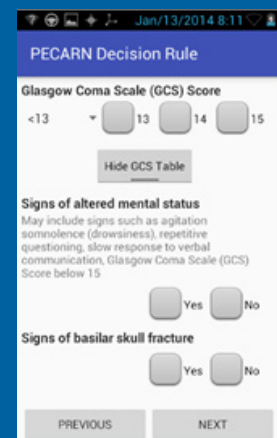 Jan/13/2014 8:11
PECARN Decision Rule
Glasgow Coma Scale (GCS) Score
<13 13 14 15
Hide GCS Table
Signs of altered mental status
May include signs such as agitation
somnolence (drowsiness), repetitive
questioning, slow response to verbal
communication, Glasgow Coma Scale (GCS)
Score below 15
Yes No
Signs of basilar skull fracture
Yes No
PREVIOUS NEXT